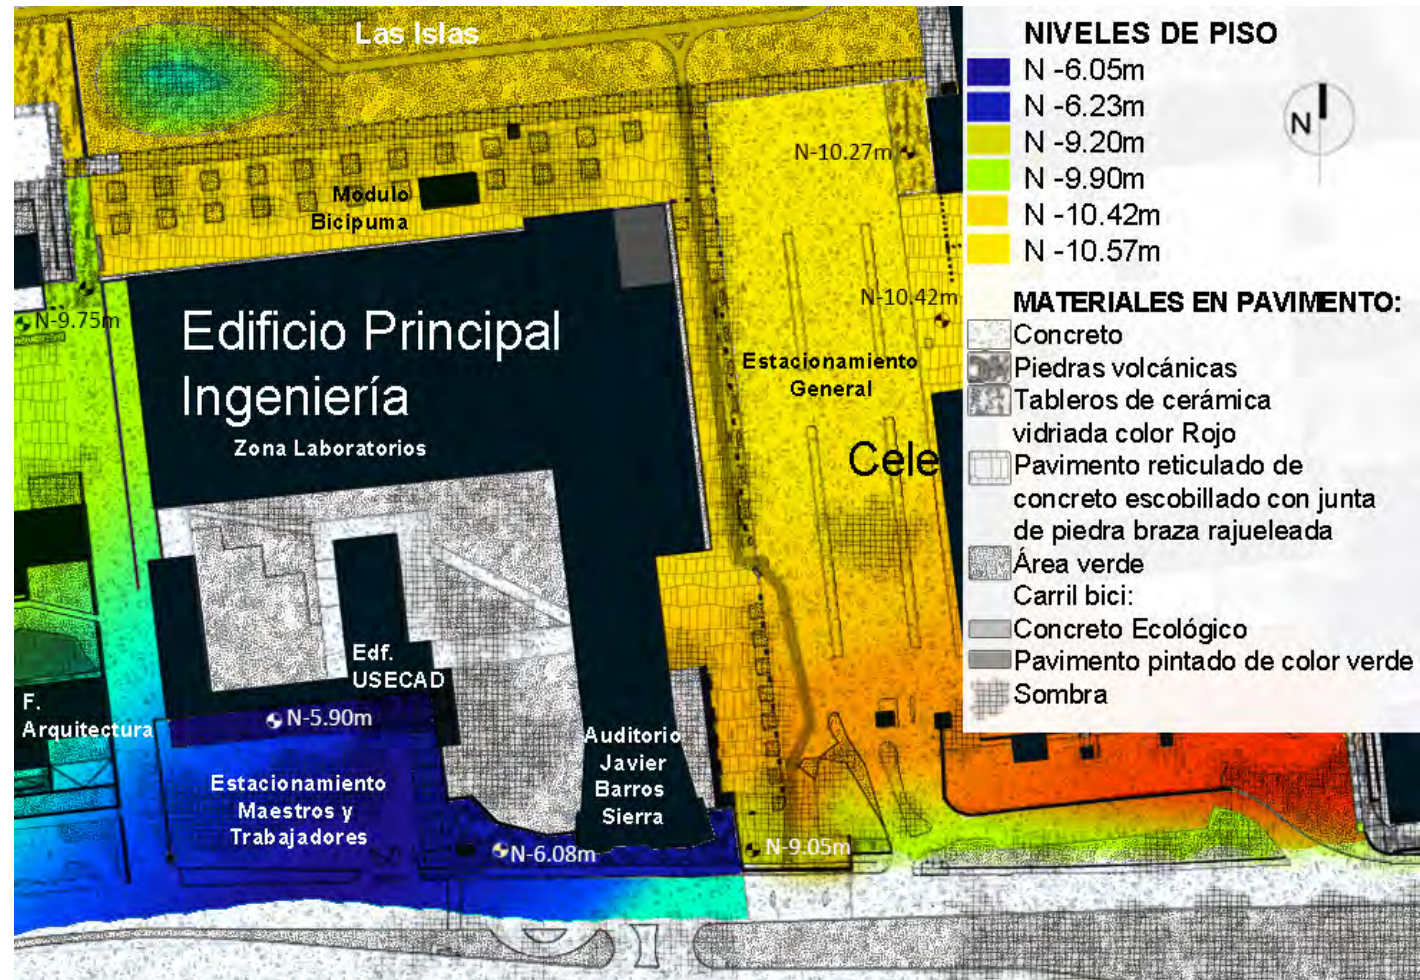 Las Islas
Modulo
Bicipuma
N-10.27m
N-9.75m
N-10.42m
Edificio Principal
Ingeniería
Zona Laboratorios
Estacionamiento
General
Cele
Edf.
USECAD
F.
Arquitectura
N-5.90m
Estacionamiento
Maestros y
Trabajadores
Auditorio
Javier
Barros
Sierra
N-6.08m
N-9.05m
NIVELES DE PISO
N -6.05m
N -6.23m
N -9.20m
N -9.90m
N -10.42m
N -10.57m
N
MATERIALES EN PAVIMENTO:
Concreto
Piedras volcánicas
Tableros de cerámica
vidriada color Rojo
Pavimento reticulado de
concreto escobillado con junta
de piedra braza rajueleada
Área verde
Carril bici:
Concreto Ecológico
Pavimento pintado de color verde
Sombra